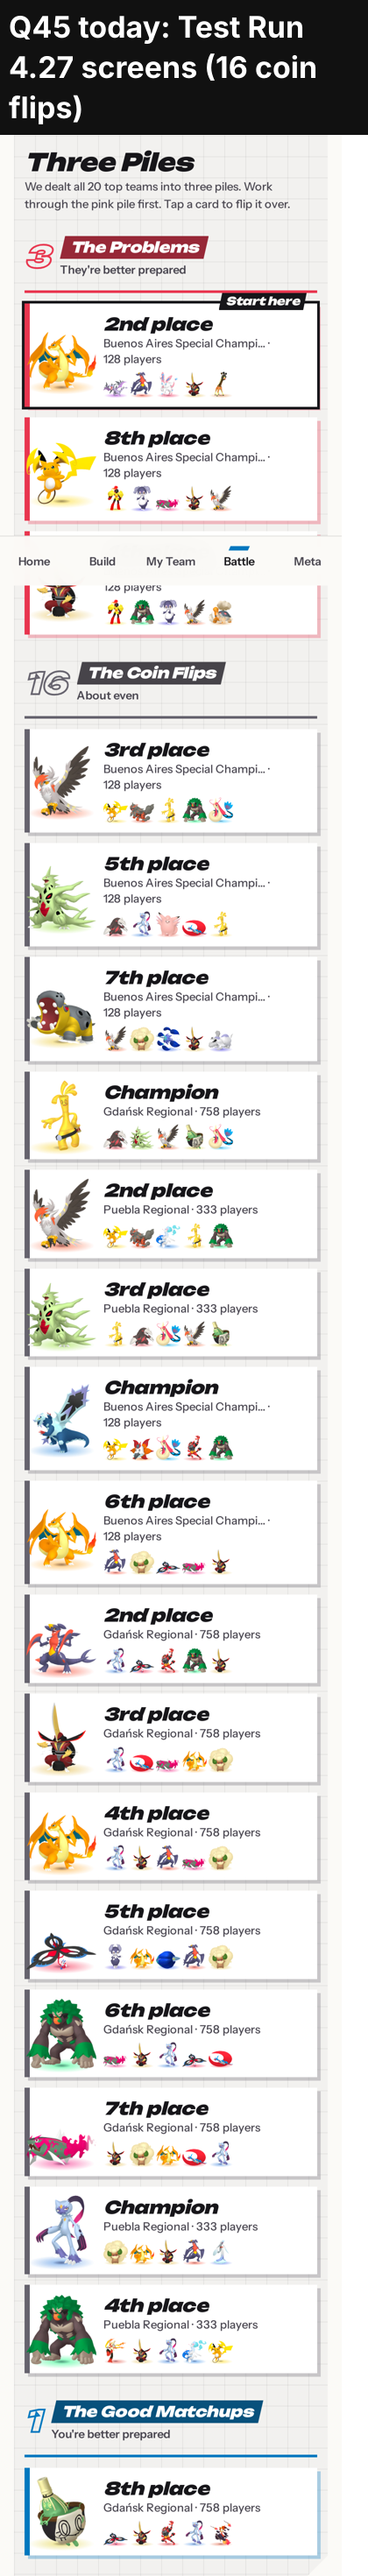 Q45 today: Test Run
4.27 screens (16 coin
flips)
Three Piles
We dealt all 20 top teams into three piles. Work
through the pink pile first. Tap a card to flip it over.
3
The Problems
They're better prepared
Start here
2nd place
Buenos Aires Special Champi... ·
128 players
8th place
Buenos Aires Special Champi... ·
128 players
Home Build My Team Battle Meta
128 players
16
The Coin Flips
About even
3rd place
Buenos Aires Special Champi... ·
128 players
5th place
Buenos Aires Special Champi... ·
128 players
7th place
Buenos Aires Special Champi... ·
128 players
Champion
Gdańsk Regional · 758 players
2nd place
Puebla Regional · 333 players
3rd place
Puebla Regional · 333 players
Champion
Buenos Aires Special Champi... ·
128 players
6th place
Buenos Aires Special Champi... ·
128 players
2nd place
Gdańsk Regional · 758 players
3rd place
Gdańsk Regional · 758 players
4th place
Gdańsk Regional · 758 players
5th place
Gdańsk Regional · 758 players
6th place
Gdańsk Regional · 758 players
7th place
Gdańsk Regional · 758 players
Champion
Puebla Regional · 333 players
4th place
Puebla Regional · 333 players
1
The Good Matchups
You're better prepared
8th place
Gdańsk Regional · 758 players